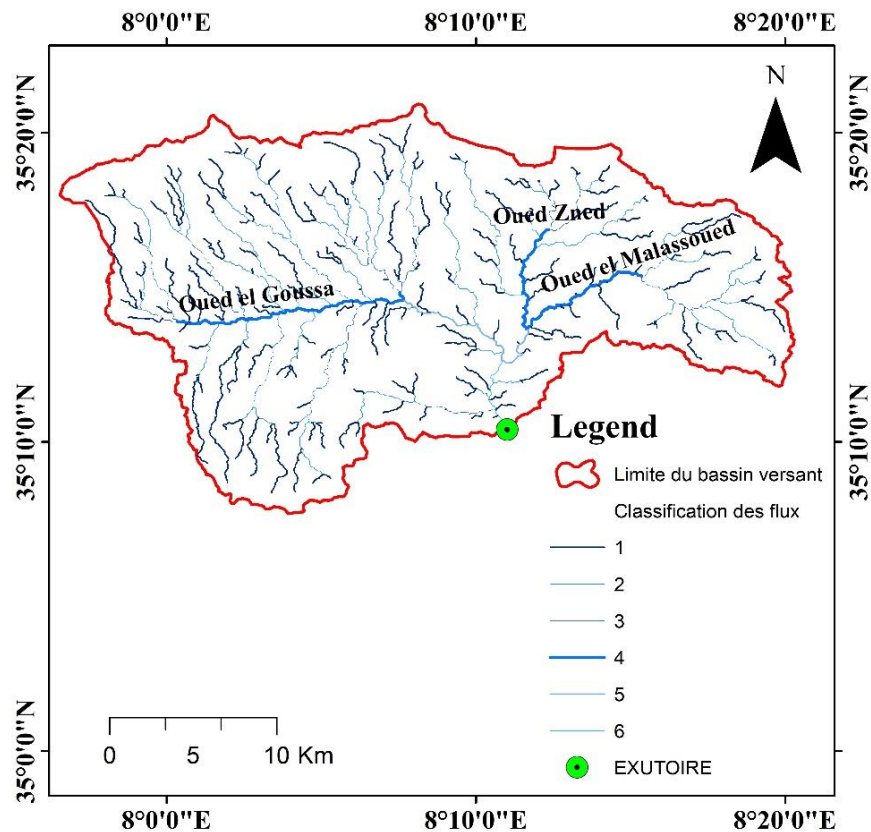 8°0'0"E 8°10'0"E 8°20'0"E
N
35°20'0"N 35°20'0"N
Oued Zned
Oued el Malassoued
Oued el Goussa
35°10'0"N 35°10'0"N
Legend
Limite du bassin versant
Classification des flux
1
2
3
4
5
6
EXUTOIRE
0 5 10 Km
35°0'0"N 35°0'0"N
8°0'0"E 8°10'0"E 8°20'0"E